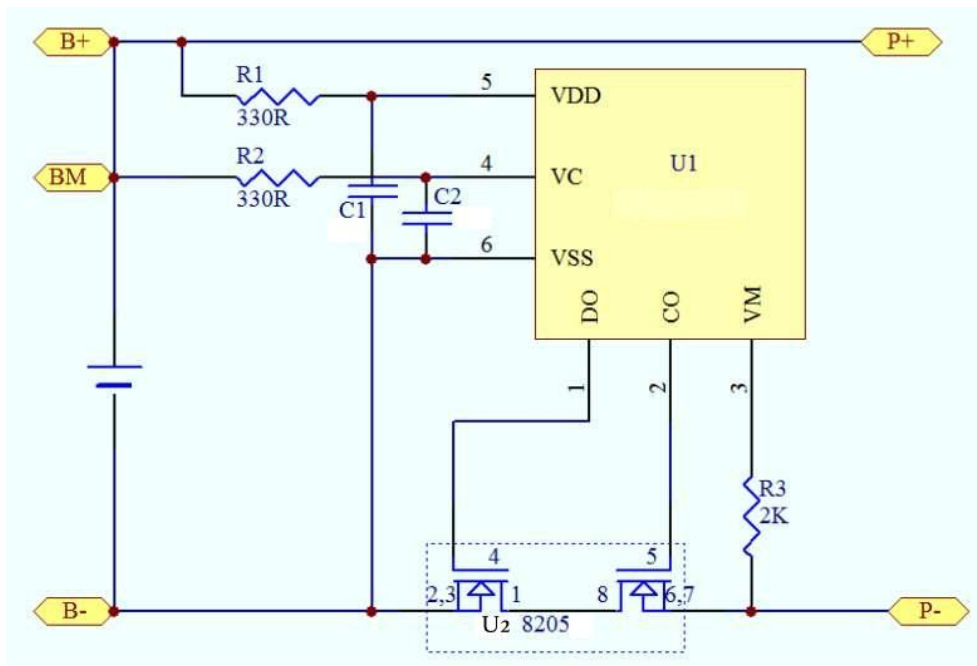 B+
P+
R1
330R
5
VDD
R2
330R
BM
4
VC
U1
C1
C2
6
VSS
DO
CO
VM
1
2
3
R3
2K
4
5
2,3
1
8
6,7
B-
U2 8205
P-